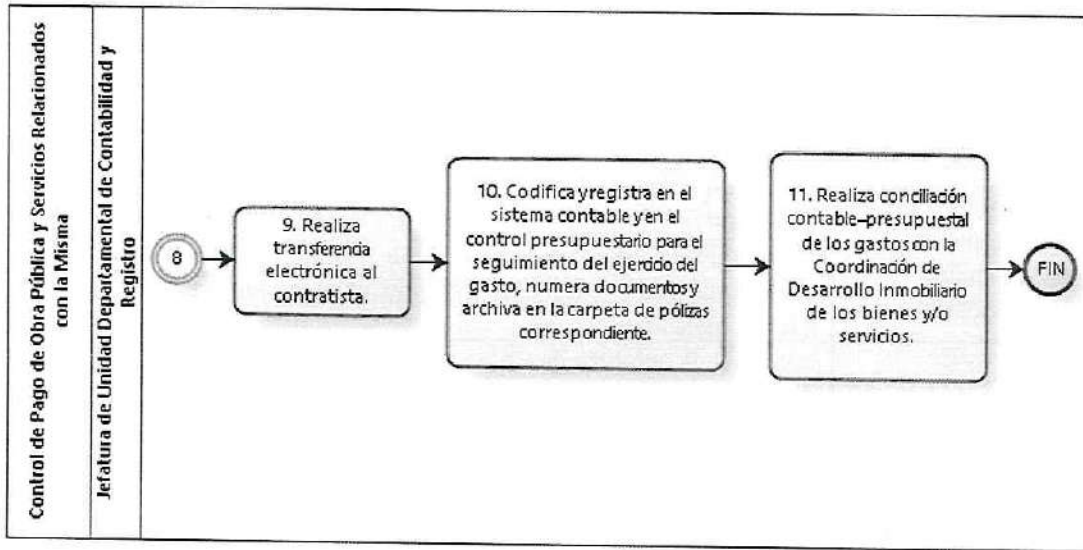 Control de Pago de Obra Pública y Servicios Relacionados
con la Misma
Jefatura de Unidad Departamental de Contabilidad y
Registro
8
9. Realiza
transferencia
electrónica al
contratista.
10. Codifica y registra en el
sistema contable y en el
control presupuestario para el
seguimiento del ejercicio del
gasto, numera documentos y
archiva en la carpeta de pólizas
correspondiente.
11. Realiza conciliación
contable–presupuestal
de los gastos con la
Coordinación de
Desarrollo Inmobiliario
de los bienes y/o
servicios.
FIN